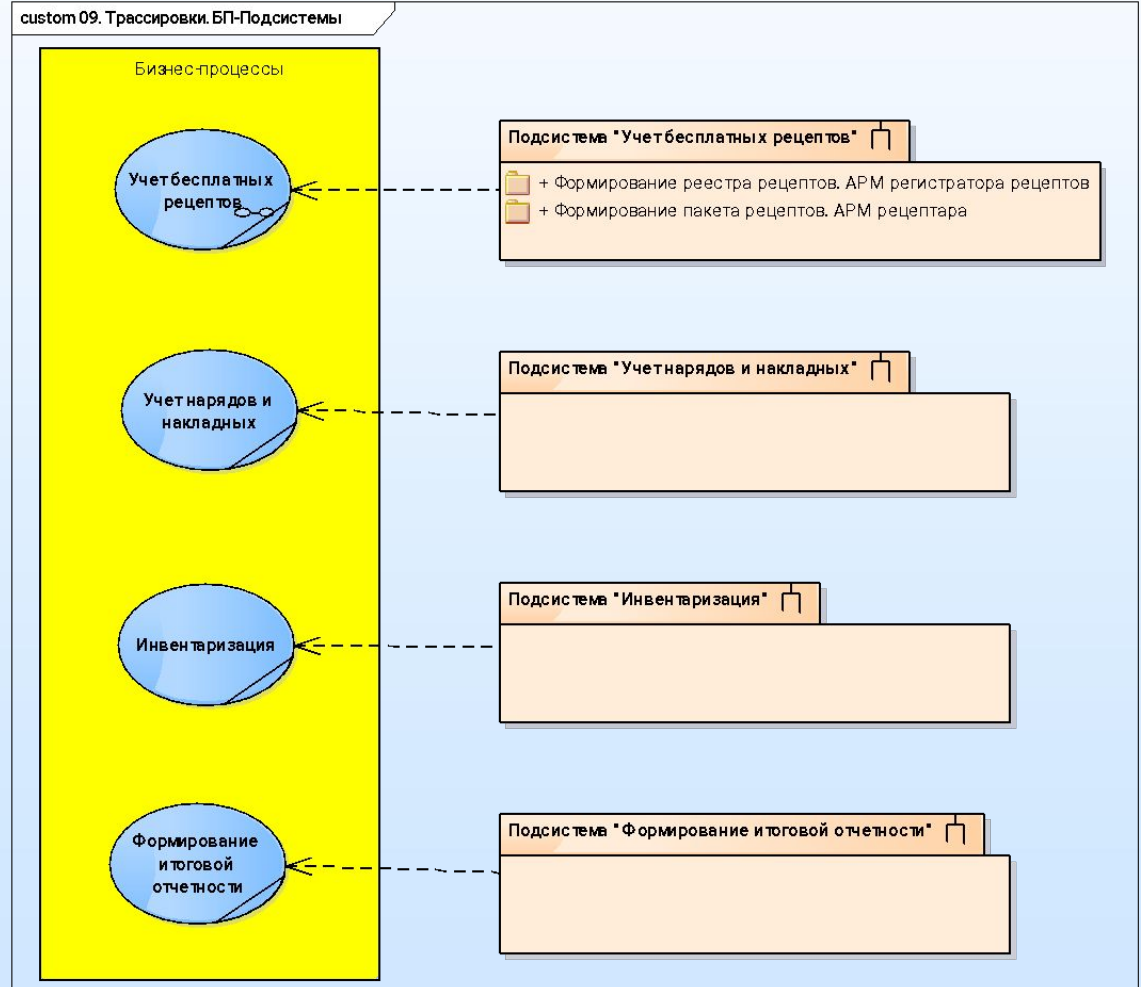 custom 09. Трассировки. БП-Подсистемы
Бизнес-процессы
Учет бесплатных
рецептов
Подсистема "Учет бесплатных рецептов"
+ Формирование реестра рецептов. АРМ регистратора рецептов
+ Формирование пакета рецептов. АРМ рецептара
Учет нарядов и
накладных
Подсистема "Учет нарядов и накладных"
Инвентаризация
Подсистема "Инвентаризация"
Формирование
итоговой
отчетности
Подсистема "Формирование итоговой отчетности"